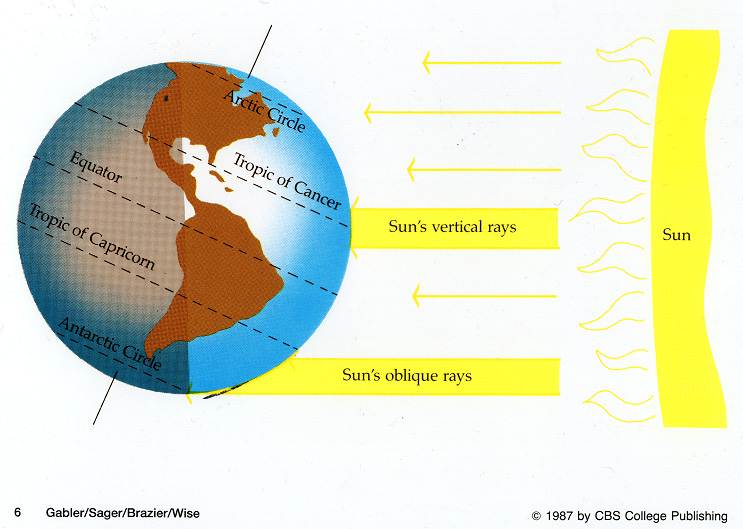 Arctic Circle
Tropic of Cancer
Equator
Tropic of Capricorn
Antarctic Circle
Sun's vertical rays
Sun
Sun's oblique rays
6 Gabler/Sager/Brazier/Wise
© 1987 by CBS College Publishing